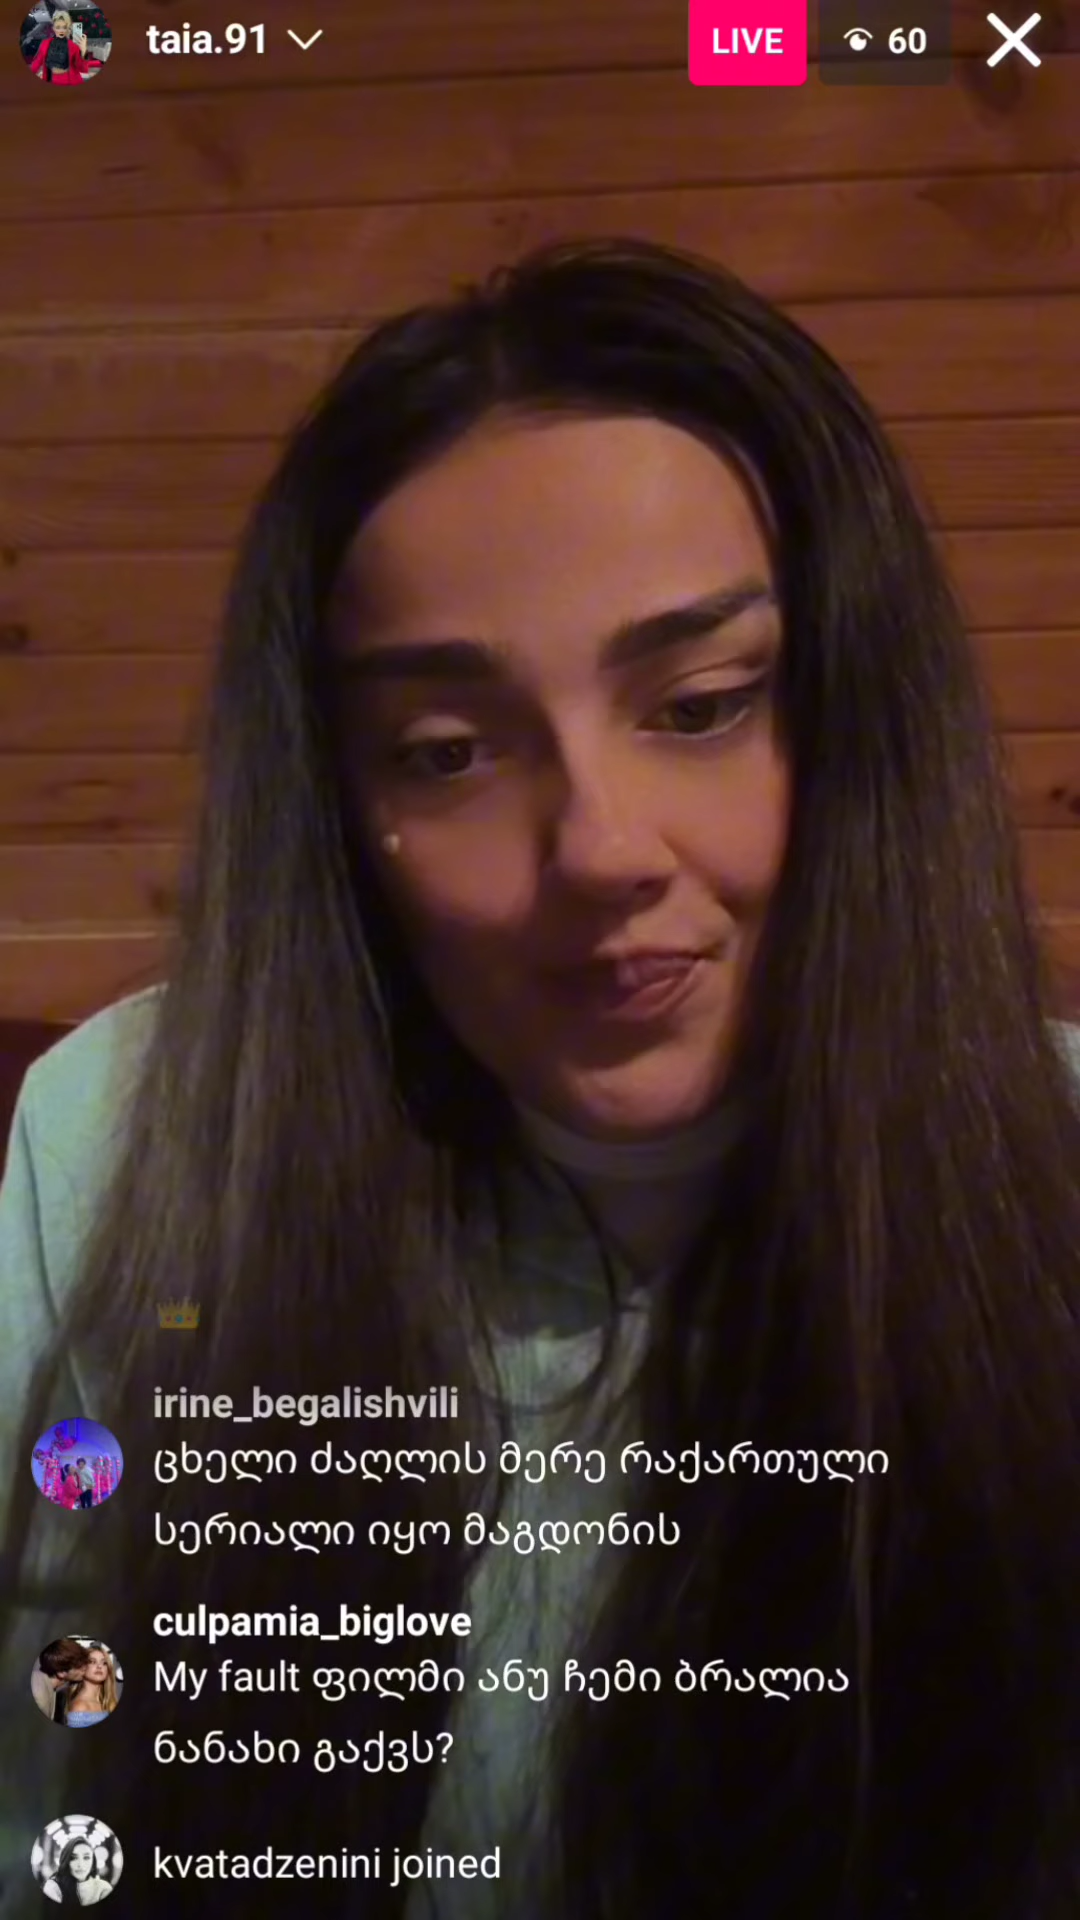 taia.91
LIVE
60
irine_begalishvili
ცხელი ძაღლის მერე რაქართული
სერიალი იყო მაგდონის
culpamia_biglove
My fault ფილმი ანუ ჩემი ბრალია
ნანახი გაქვს?
kvatadzenini joined